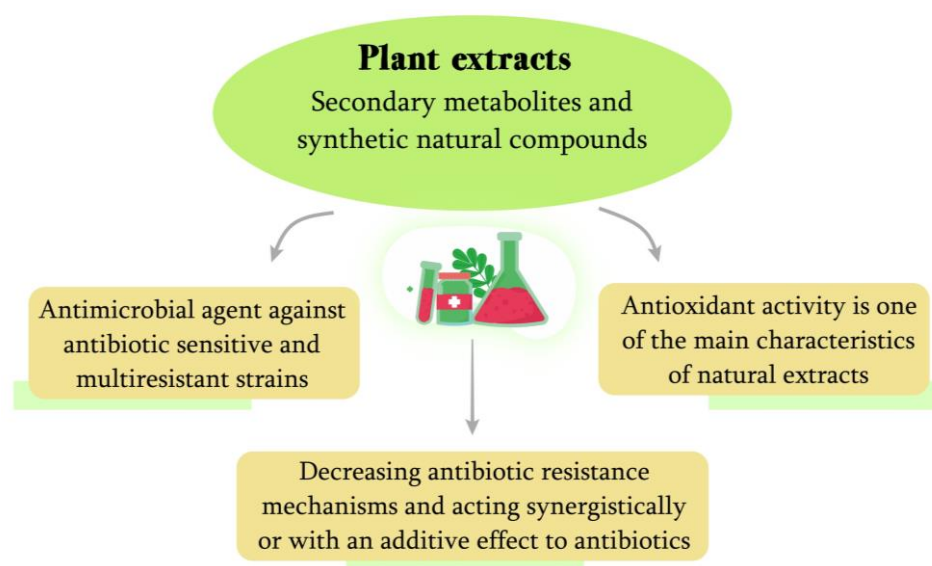 Plant extracts
Secondary metabolites and
synthetic natural compounds
Antimicrobial agent against
antibiotic sensitive and
multiresistant strains
Antioxidant activity is one
of the main characteristics
of natural extracts
Decreasing antibiotic resistance
mechanisms and acting synergistically
or with an additive effect to antibiotics